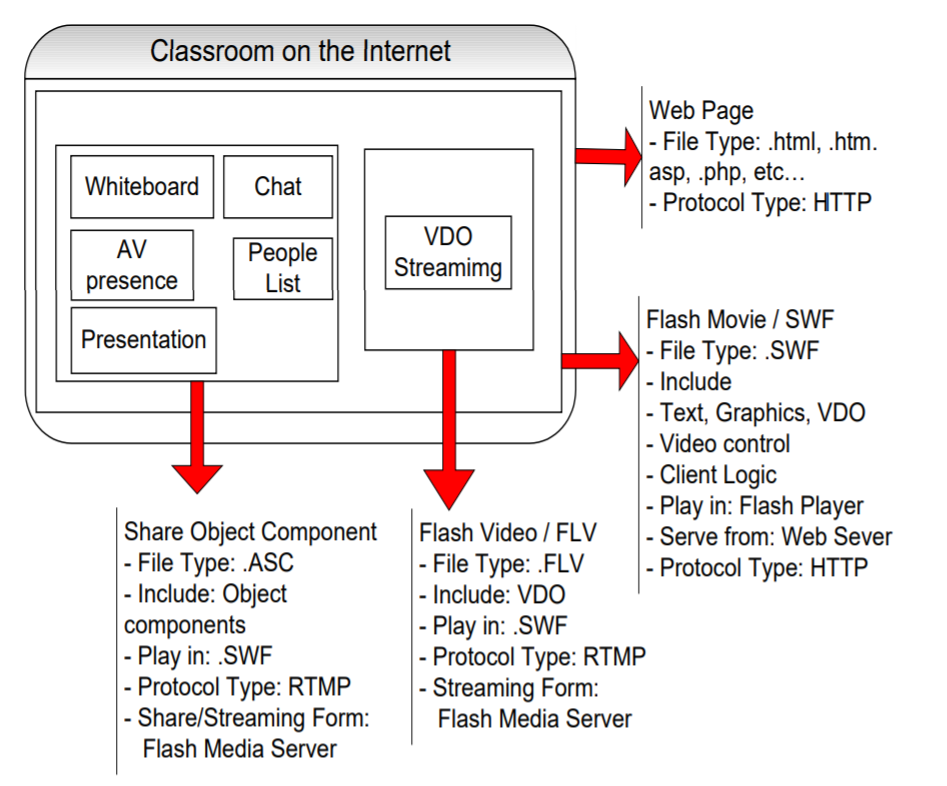 Classroom on the Internet
Whiteboard
Chat
AV
presence
People
List
Presentation
VDO
Streamimg
Web Page
- File Type: .html, .htm.
asp, .php, etc...
- Protocol Type: HTTP
Flash Movie / SWF
- File Type: .SWF
- Include
- Text, Graphics, VDO
- Video control
- Client Logic
- Play in: Flash Player
- Serve from: Web Sever
- Protocol Type: HTTP
Share Object Component
- File Type: .ASC
- Include: Object
components
- Play in: .SWF
- Protocol Type: RTMP
- Share/Streaming Form:
Flash Media Server
Flash Video / FLV
- File Type: .FLV
- Include: VDO
- Play in: .SWF
- Protocol Type: RTMP
- Streaming Form:
Flash Media Server